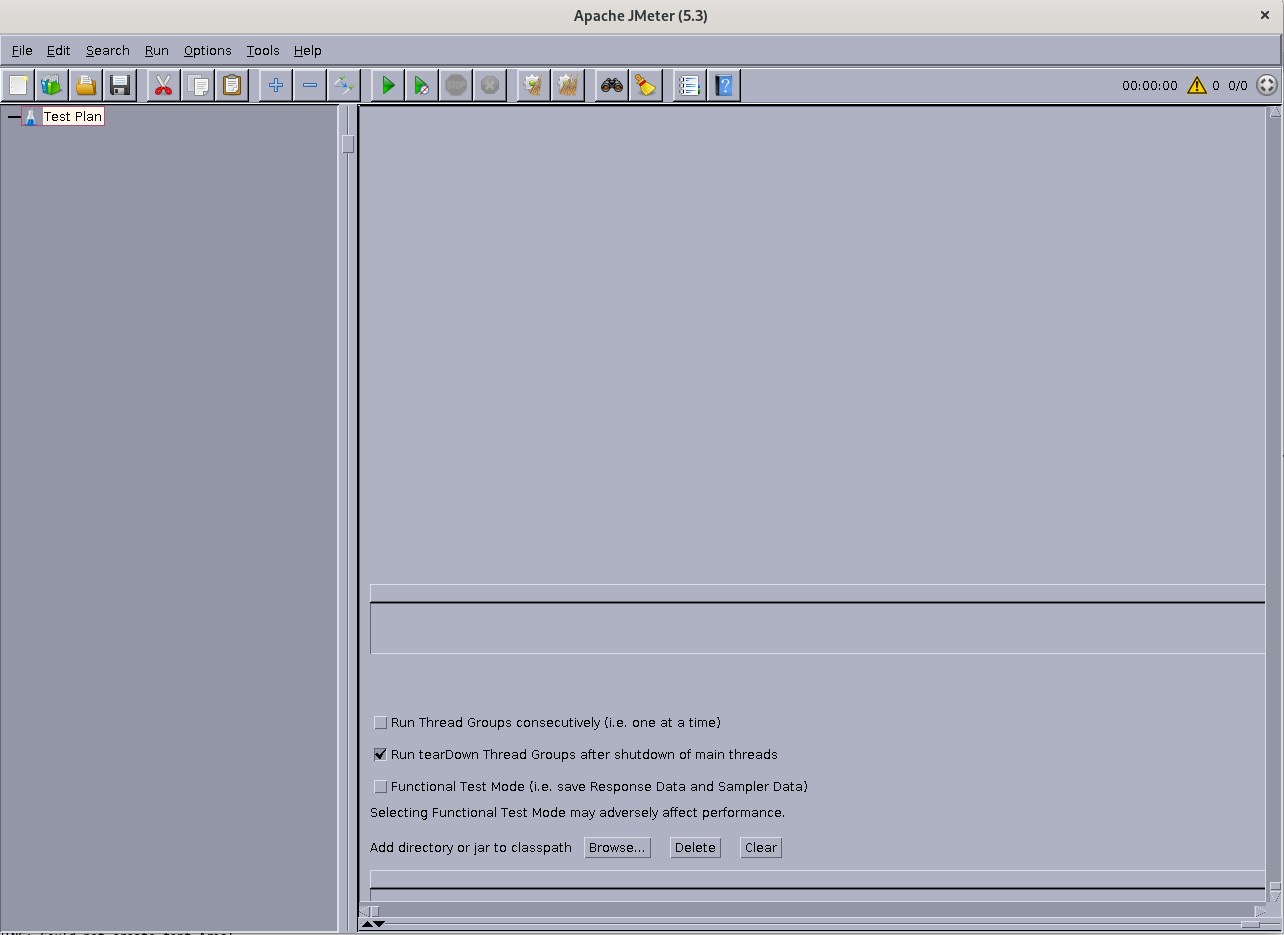 Apache JMeter (5.3)
File Edit Search Run Options Tools Help
STOP
00:00:00 0 0/0
Test Plan
Run Thread Groups consecutively (i.e. one at a time)
Run tearDown Thread Groups after shutdown of main threads
Functional Test Mode (i.e. save Response Data and Sampler Data)
Selecting Functional Test Mode may adversely affect performance.
Add directory or jar to classpath Browse... Delete Clear